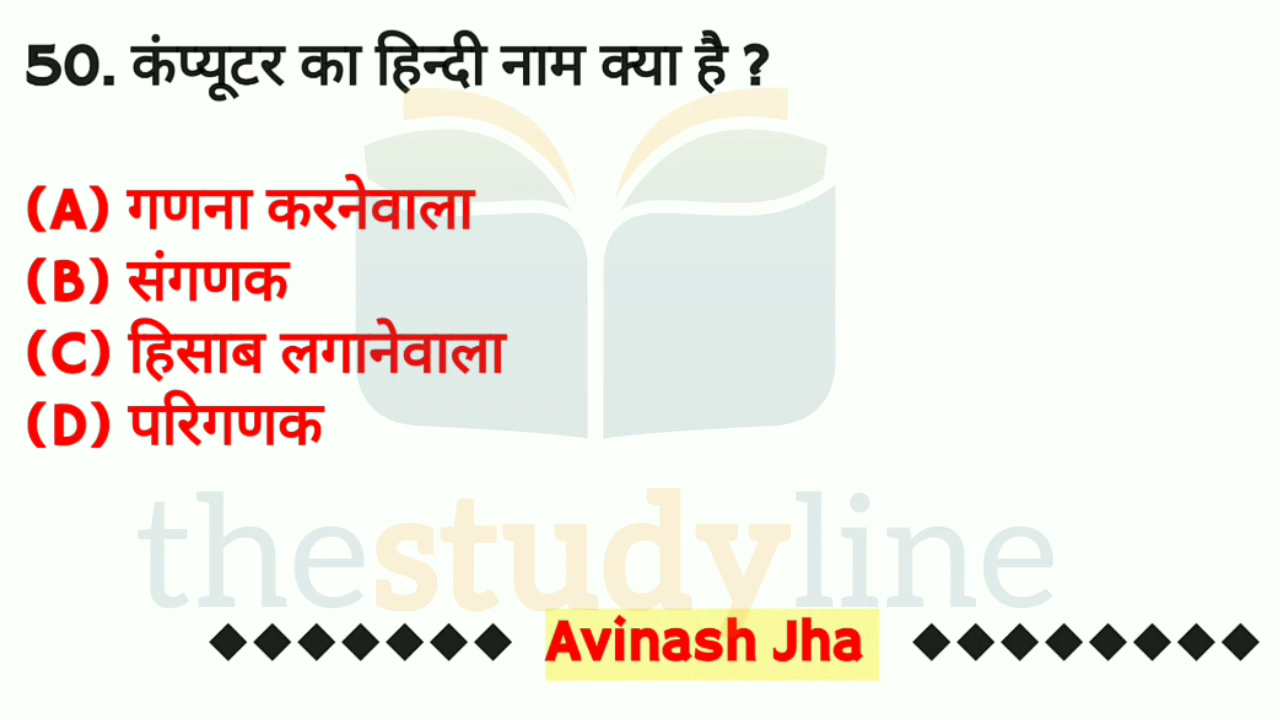 50. कंप्यूटर का हिन्दी नाम क्या है ?
(A) गणना करनेवाला
(B) संगणक
(C) हिसाब लगानेवाला
(D) परिगणक
thestudyline
Avinash Jha